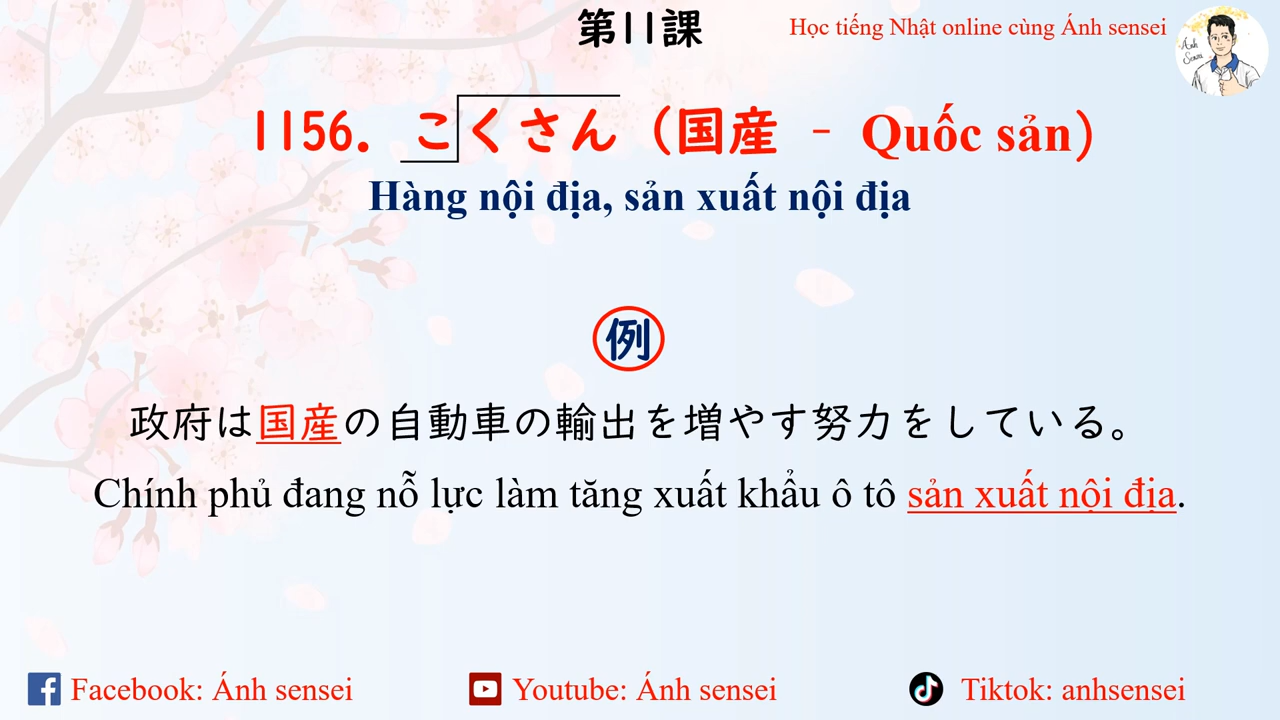 第11課
Học tiếng Nhật online cùng Ánh sensei
Ánh Sensei
1156. こくさん（国産 - Quốc sản）
Hàng nội địa, sản xuất nội địa
例
政府は国産の自動車の輸出を増やす努力をしている。
Chính phủ đang nỗ lực làm tăng xuất khẩu ô tô sản xuất nội địa.
Facebook: Ánh sensei
Youtube: Ánh sensei
Tiktok: anhsensei